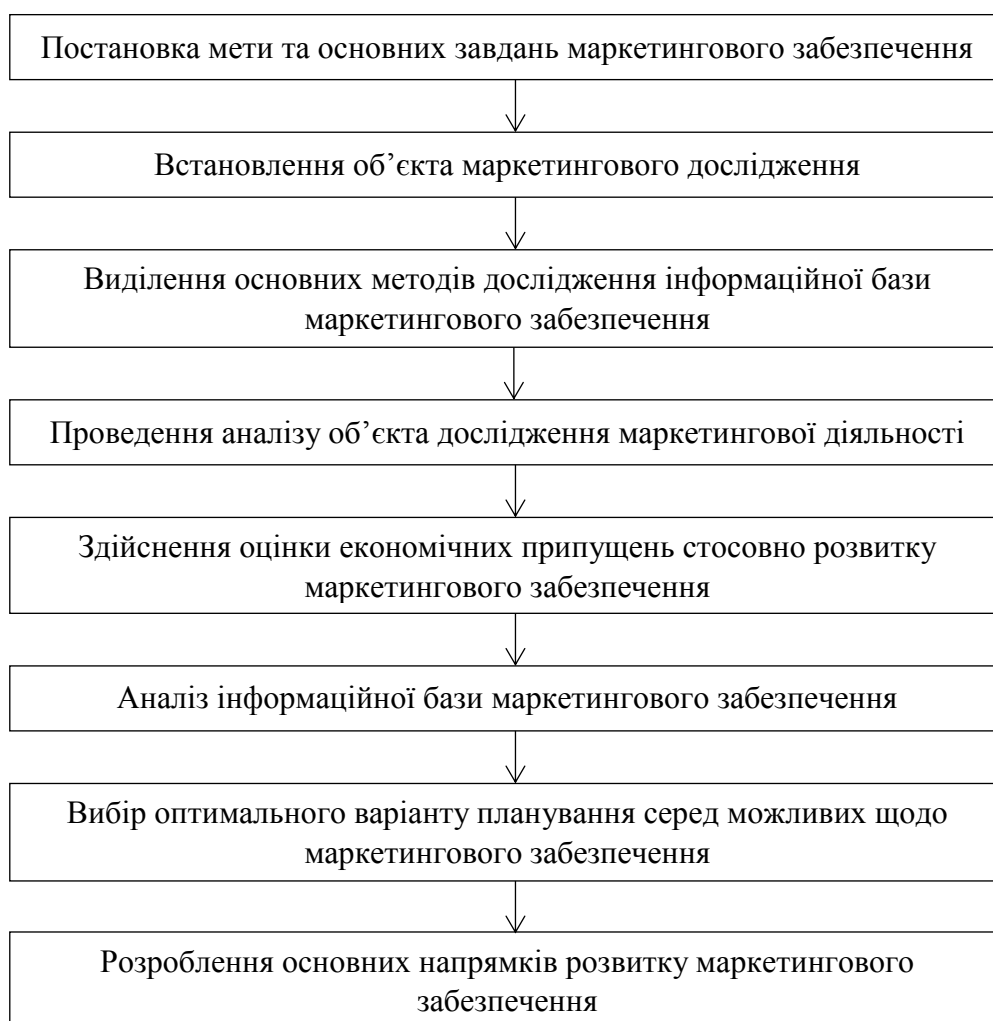 Постановка мети та основних завдань маркетингового забезпечення
Встановлення об’єкта маркетингового дослідження
Виділення основних методів дослідження інформаційної бази
маркетингового забезпечення
Проведення аналізу об’єкта дослідження маркетингової діяльності
Здійснення оцінки економічних припущень стосовно розвитку
маркетингового забезпечення
Аналіз інформаційної бази маркетингового забезпечення
Вибір оптимального варіанту планування серед можливих щодо
маркетингового забезпечення
Розроблення основних напрямків розвитку маркетингового
забезпечення